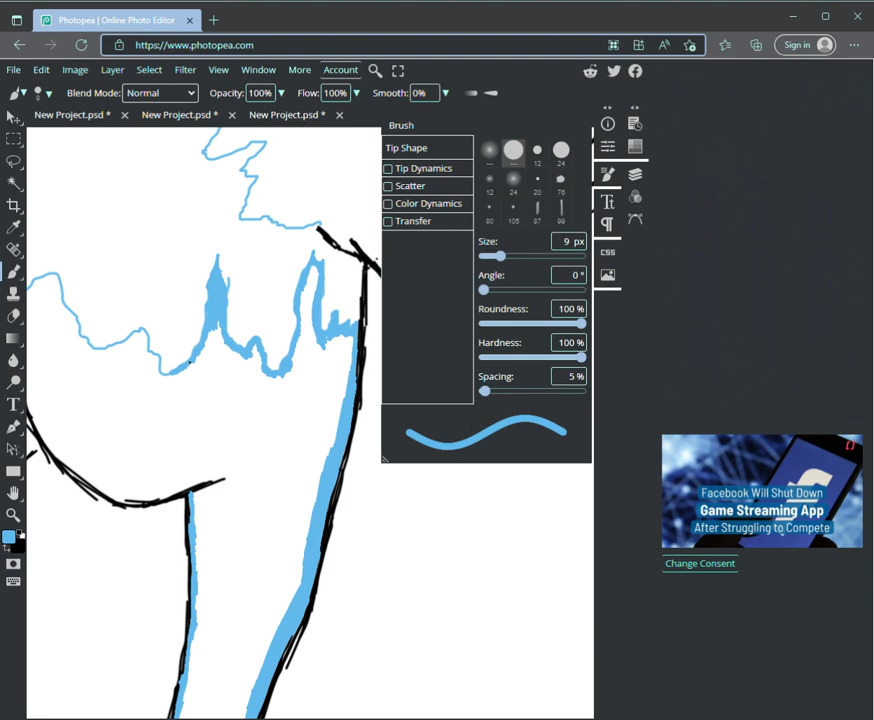 Photopea | Online Photo Editor
https://www.photopea.com
Sign in
File Edit Image Layer Select Filter View Window More Account
Blend Mode: Normal Opacity: 100% Flow: 100% Smooth: 0%
New Project.psd * New Project.psd * New Project.psd *
Brush
Tip Shape
Tip Dynamics
Scatter
Color Dynamics
Transfer
--- --- 12 24
12 24 20 76
80 105 87 99
Size: 9 px
Angle: 0°
Roundness: 100 %
Hardness: 100 %
Spacing: 5 %
CSS
Facebook Will Shut Down
Game Streaming App
After Struggling to Compete
Change Consent